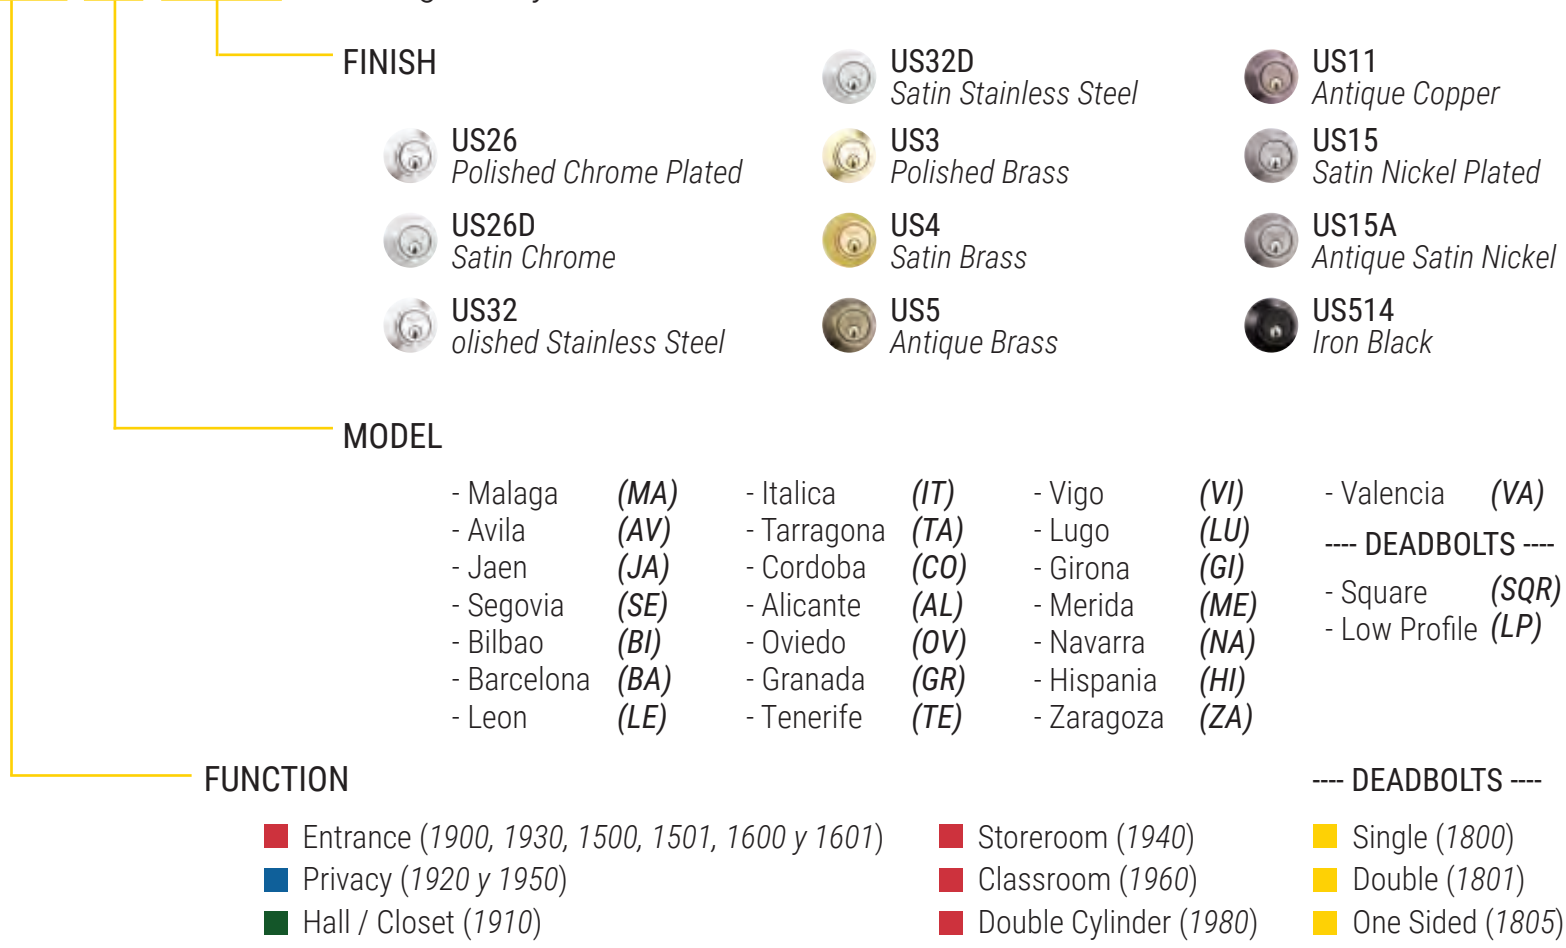 FINISH
US26
Polished Chrome Plated
US26D
Satin Chrome
US32
olished Stainless Steel
US32D
Satin Stainless Steel
US3
Polished Brass
US4
Satin Brass
US5
Antique Brass
US11
Antique Copper
US15
Satin Nickel Plated
US15A
Antique Satin Nickel
US514
Iron Black
MODEL
- Malaga (MA)
- Avila (AV)
- Jaen (JA)
- Segovia (SE)
- Bilbao (BI)
- Barcelona (BA)
- Leon (LE)
- Italica (IT)
- Tarragona (TA)
- Cordoba (CO)
- Alicante (AL)
- Oviedo (OV)
- Granada (GR)
- Tenerife (TE)
- Vigo (VI)
- Lugo (LU)
- Girona (GI)
- Merida (ME)
- Navarra (NA)
- Hispania (HI)
- Zaragoza (ZA)
- Valencia (VA)
---- DEADBOLTS ----
- Square (SQR)
- Low Profile (LP)
FUNCTION
Entrance (1900, 1930, 1500, 1501, 1600 y 1601)
Privacy (1920 y 1950)
Hall / Closet (1910)
Storeroom (1940)
Classroom (1960)
Double Cylinder (1980)
---- DEADBOLTS ----
Single (1800)
Double (1801)
One Sided (1805)